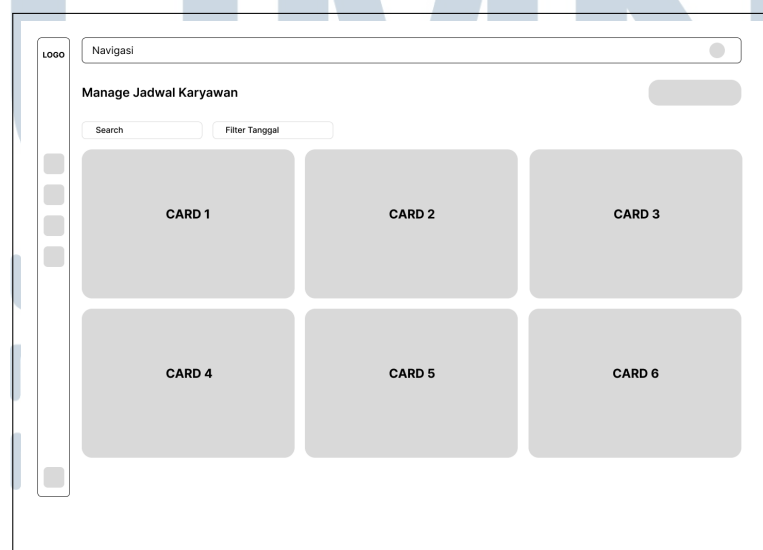 LOGO
Navigasi
Manage Jadwal Karyawan
Search
Filter Tanggal
CARD 1
CARD 2
CARD 3
CARD 4
CARD 5
CARD 6